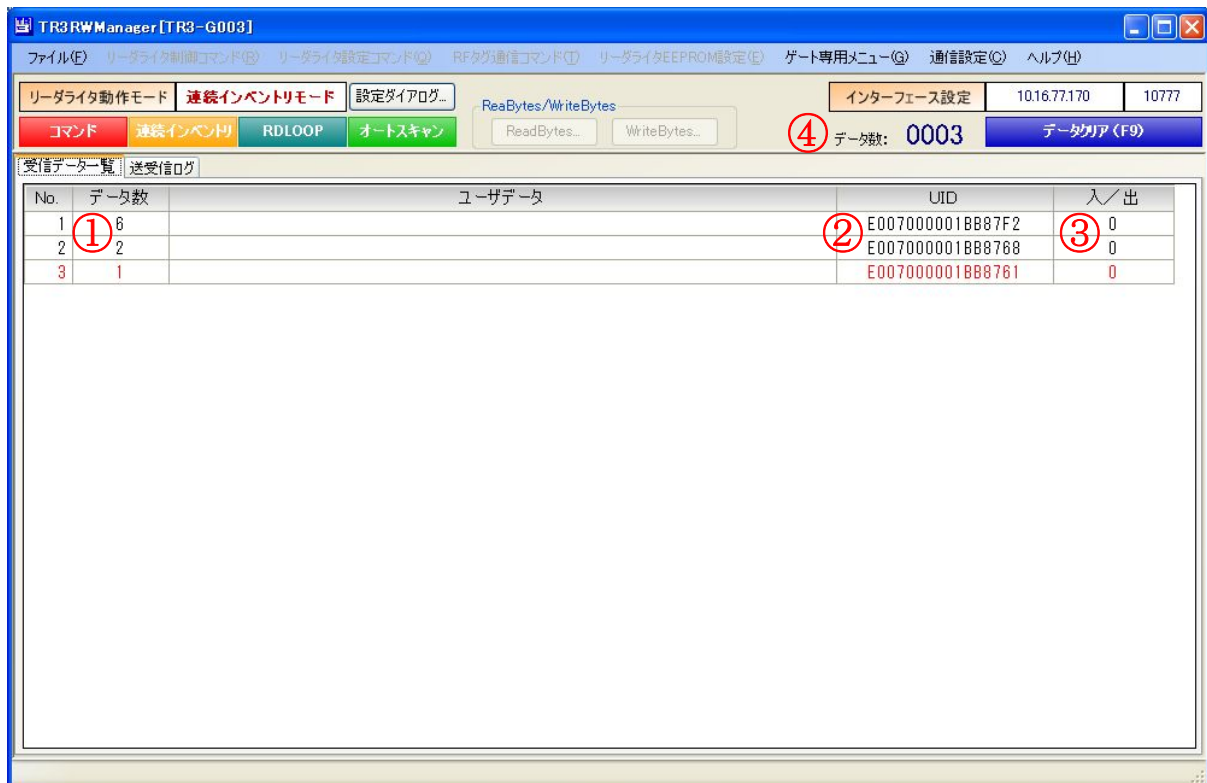 TR3RWManager[TR3-G003]
ファイル(F) リーダライタ制御コマンド(R) リーダライタ設定コマンド(Q) RFタグ通信コマンド(T) リーダライタEEPROM設定(E) ゲート専用メニュー(G) 通信設定(C) ヘルプ(H)
リーダライタ動作モード 連続インベントリモード 設定ダイアログ... ReaBytes/WriteBytes インターフェース設定 10.16.77.170 10777
コマンド 連続インベントリ RDLOOP オートスキャン ReadBytes... WriteBytes... ④ データ数: 0003 データクリア(F9)
受信データ一覧 送受信ログ
No. データ数 ユーザデータ UID 入/出
1 ① 6 ② E007000001BB87F2 ③ 0
2 2 E007000001BB8768 0
3 1 E007000001BB8761 0